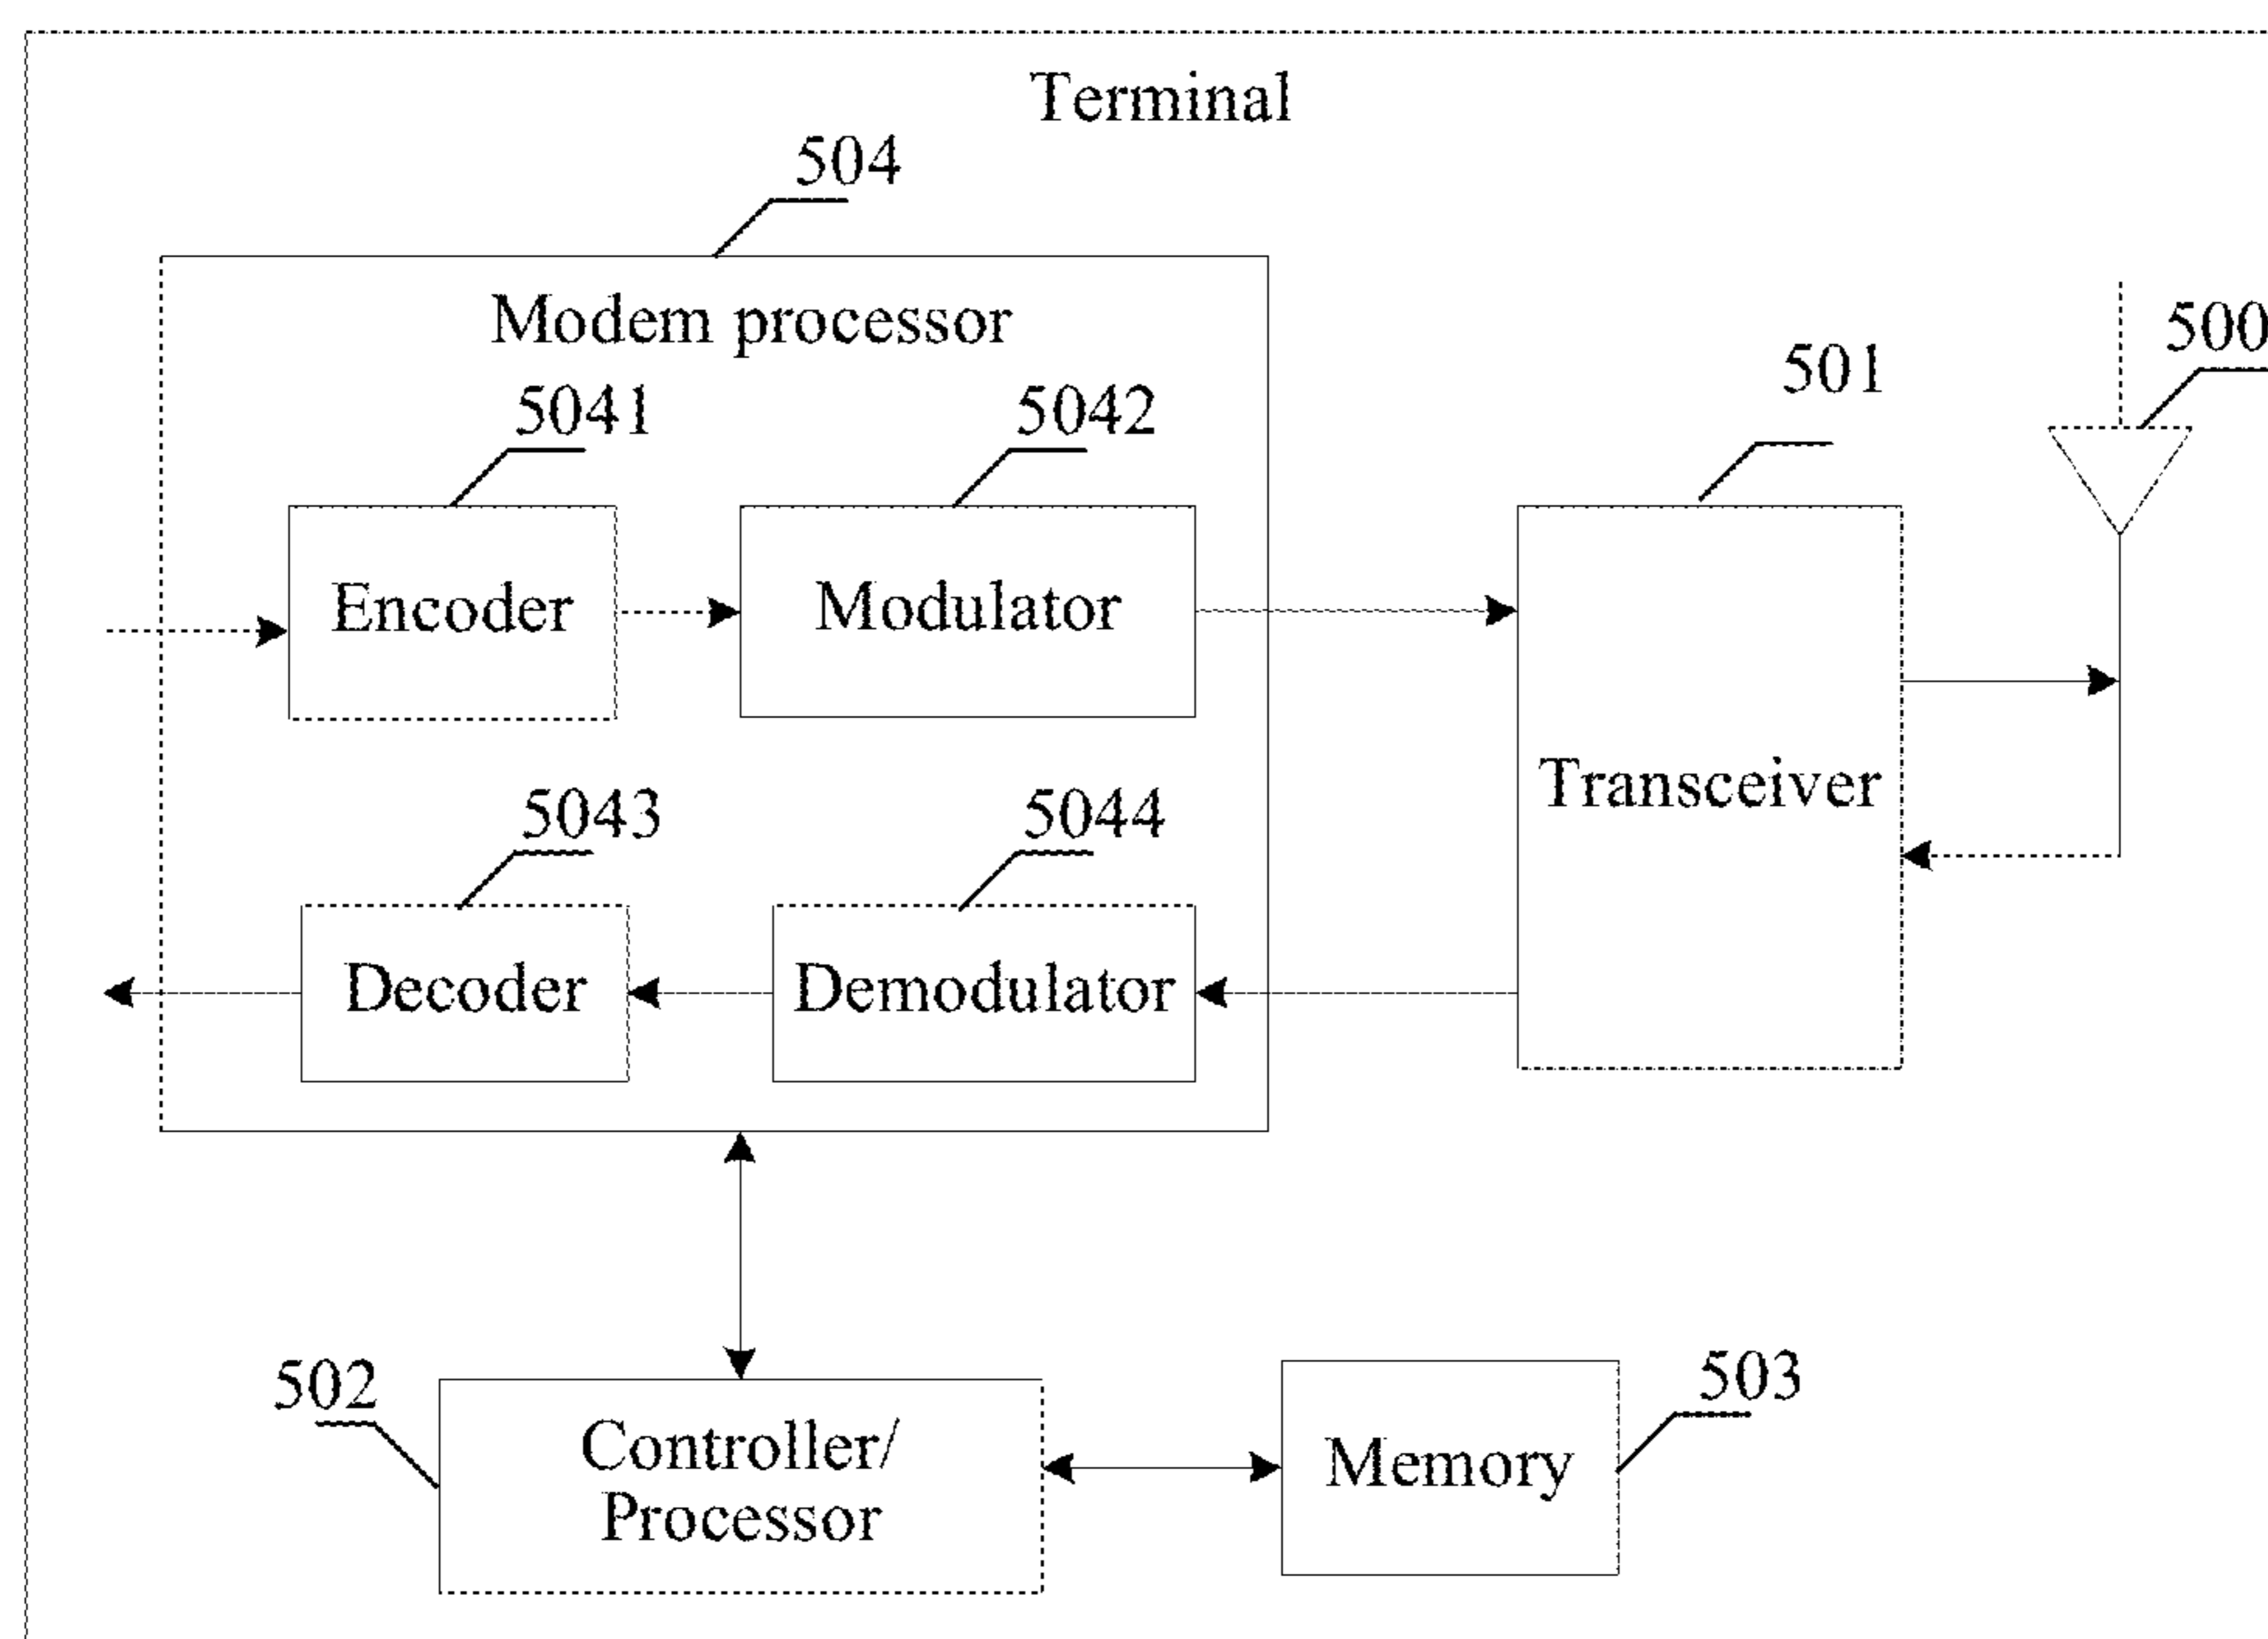 Terminal
504
Modem processor
500
501
5041
5042
Encoder
Modulator
Transceiver
5043
5044
Decoder
Demodulator
502
503
Controller/
Processor
Memory